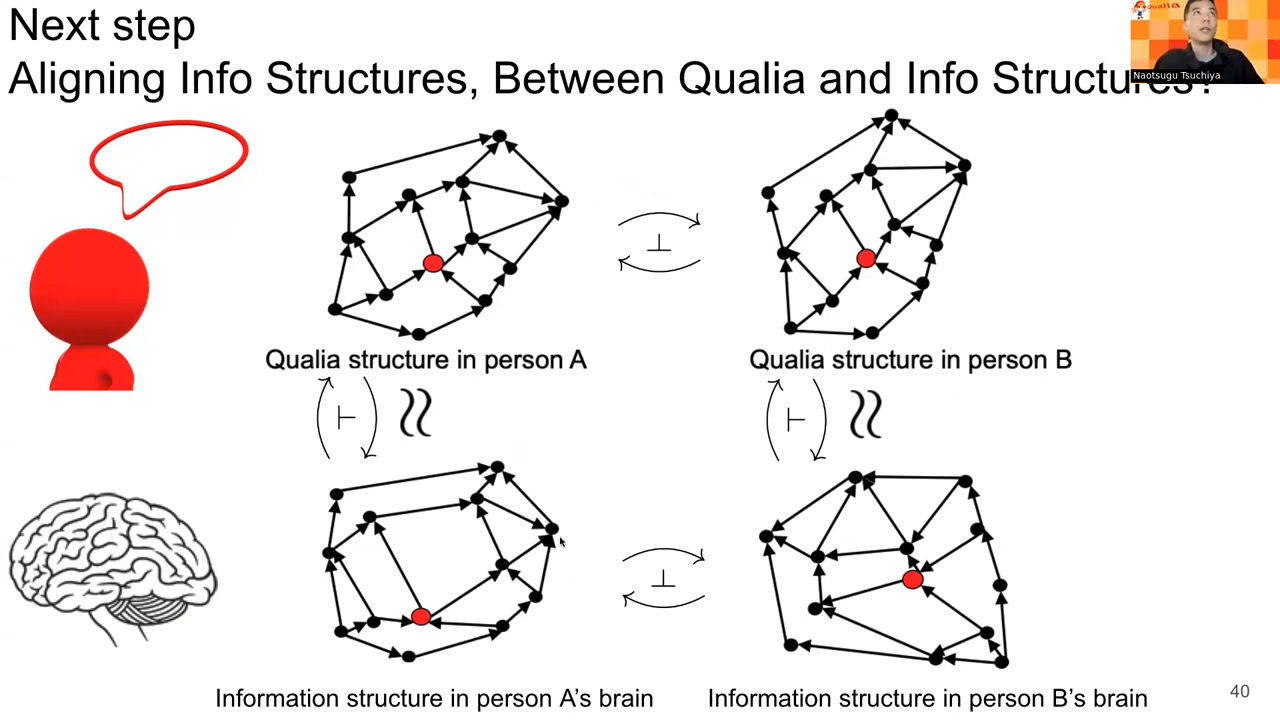 Next step
Aligning Info Structures, Between Qualia and Info Structures?
Qualia
Naotsugu Tsuchiya
⊥
Qualia structure in person A
Qualia structure in person B
⊢ ≈
⊢ ≈
⊥
Information structure in person A’s brain
Information structure in person B’s brain
40